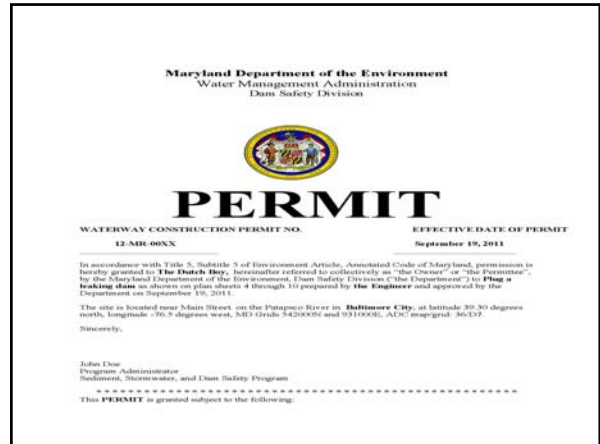 Maryland Department of the Environment
Water Management Administration
Dam Safety Division
PERMIT
WATERWAY CONSTRUCTION PERMIT NO. EFFECTIVE DATE OF PERMIT
12-MR-00XX September 19, 2011
In accordance with Title 5, Subtitle 5 of Environment Article, Annotated Code of Maryland, permission is
hereby granted to The Dutch Boy, hereinafter referred to collectively as "the Owner" or "the Permittee",
by the Maryland Department of the Environment, Dam Safety Division ("the Department") to Plug a
leaking dam as shown on plan sheets 4 through 10 prepared by the Engineer and approved by the
Department on September 19, 2011.
The site is located near Main Street on the Patapsco River in Baltimore City, at latitude 39.30 degrees
north, longitude -76.5 degrees west, MD Grids 542000N and 931000E, ADC map/grid: 36/D7.
Sincerely,
John Doe
Program Administrator
Sediment, Stormwater, and Dam Safety Program
This PERMIT is granted subject to the following: